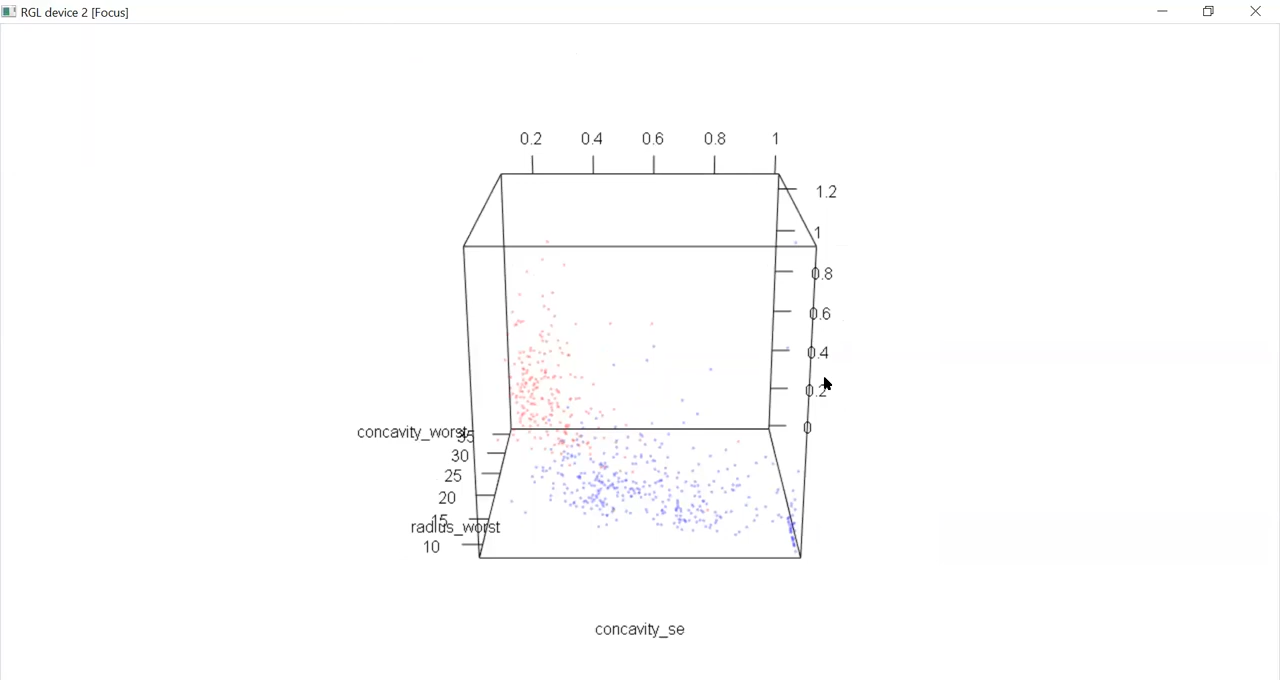 RGL device 2 [Focus]
0.2 0.4 0.6 0.8 1
1.2
1
0.8
0.6
0.4
0.2
0
concavity_worst
35
30
25
20
15
radius_worst
10
concavity_se